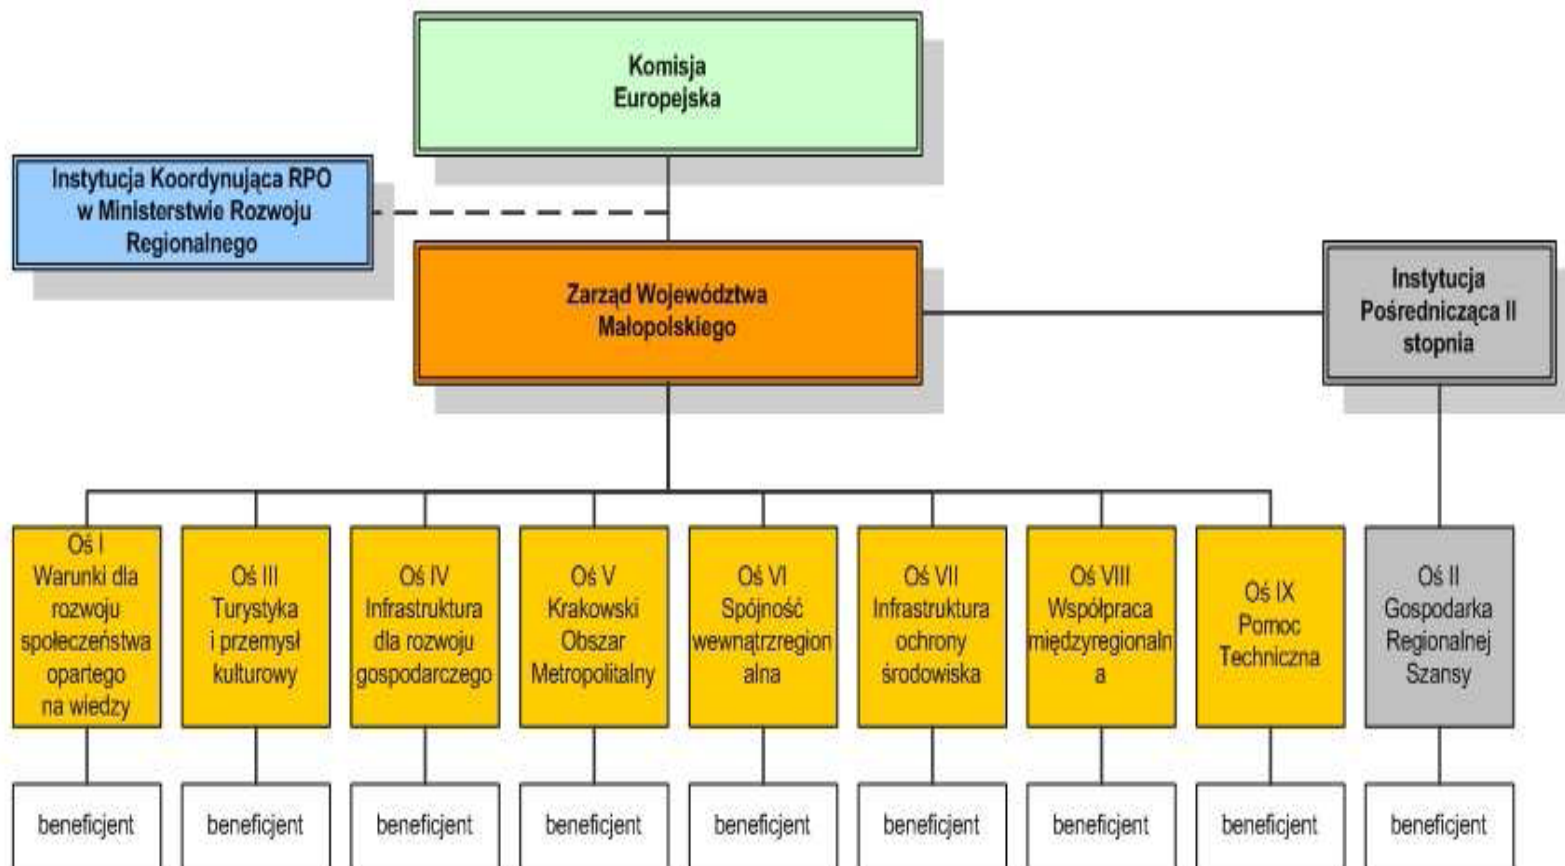 Komisja
Europejska
Instytucja Koordynująca RPO
w Ministerstwie Rozwoju
Regionalnego
Zarząd Województwa
Małopolskiego
Instytucja
Pośrednicząca II
stopnia
Oś I
Warunki dla
rozwoju
społeczeństwa
opartego
na wiedzy
Oś III
Turystyka
i przemysł
kulturowy
Oś IV
Infrastruktura
dla rozwoju
gospodarczego
Oś V
Krakowski
Obszar
Metropolitalny
Oś VI
Spójność
wewnątrzregion
alna
Oś VII
Infrastruktura
ochrony
środowiska
Oś VIII
Współpraca
międzyregionaln
a
Oś IX
Pomoc
Techniczna
Oś II
Gospodarka
Regionalnej
Szansy
beneficjent
beneficjent
beneficjent
beneficjent
beneficjent
beneficjent
beneficjent
beneficjent
beneficjent